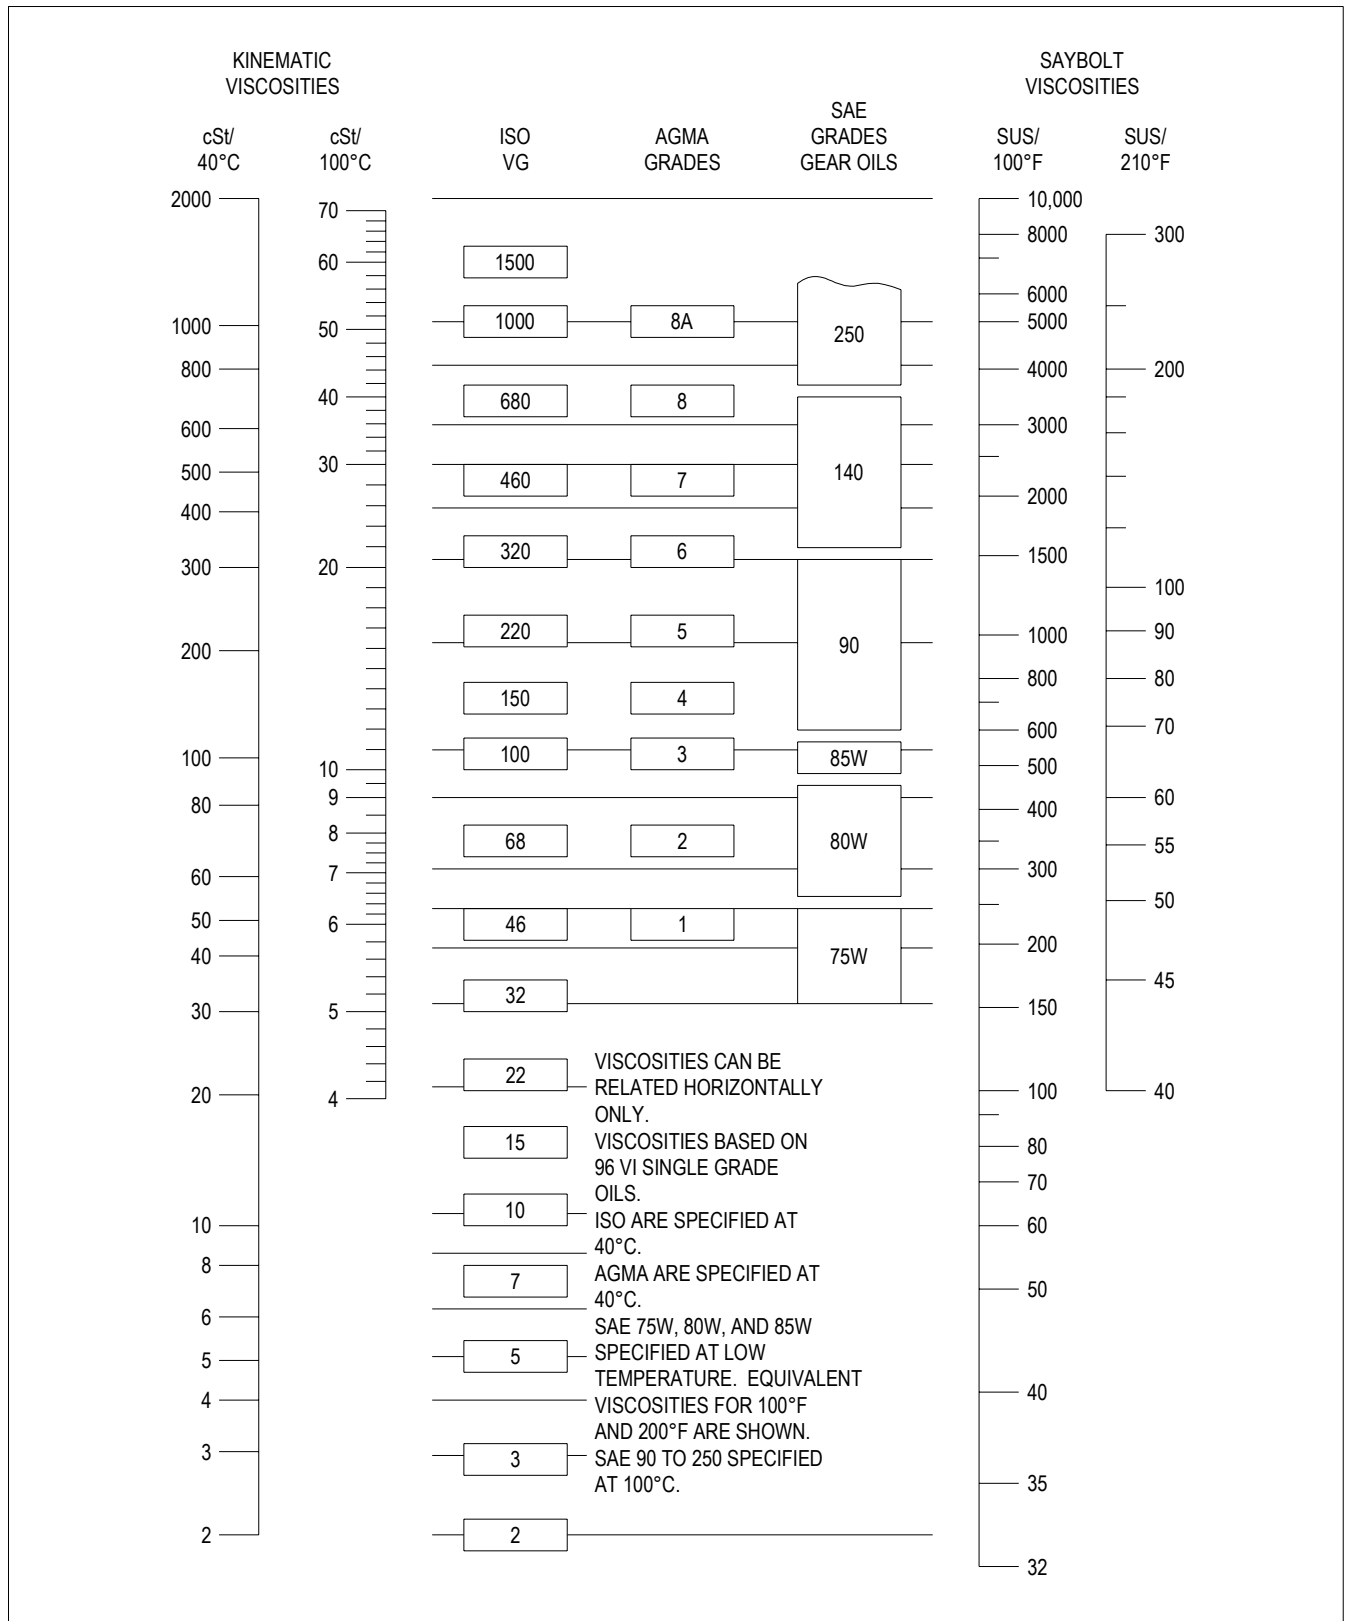 KINEMATIC
VISCOSITIES
SAYBOLT
VISCOSITIES
cSt/
40°C
cSt/
100°C
ISO
VG
AGMA
GRADES
SAE
GRADES
GEAR OILS
SUS/
100°F
SUS/
210°F
2000
1000
800
600
500
400
300
200
100
80
60
50
40
30
20
10
8
6
5
4
3
2
70
60
50
40
30
20
10
9
8
7
6
5
4
1500
1000
680
460
320
220
150
100
68
46
32
22
15
10
7
5
3
2
8A
8
7
6
5
4
3
2
1
250
140
90
85W
80W
75W
VISCOSITIES CAN BE
RELATED HORIZONTALLY
ONLY.
VISCOSITIES BASED ON
96 VI SINGLE GRADE
OILS.
ISO ARE SPECIFIED AT
40°C.
AGMA ARE SPECIFIED AT
40°C.
SAE 75W, 80W, AND 85W
SPECIFIED AT LOW
TEMPERATURE. EQUIVALENT
VISCOSITIES FOR 100°F
AND 200°F ARE SHOWN.
SAE 90 TO 250 SPECIFIED
AT 100°C.
10,000
8000
6000
5000
4000
3000
2000
1500
1000
800
600
500
400
300
200
150
100
80
70
60
50
40
35
32
300
200
100
90
80
70
60
55
50
45
40